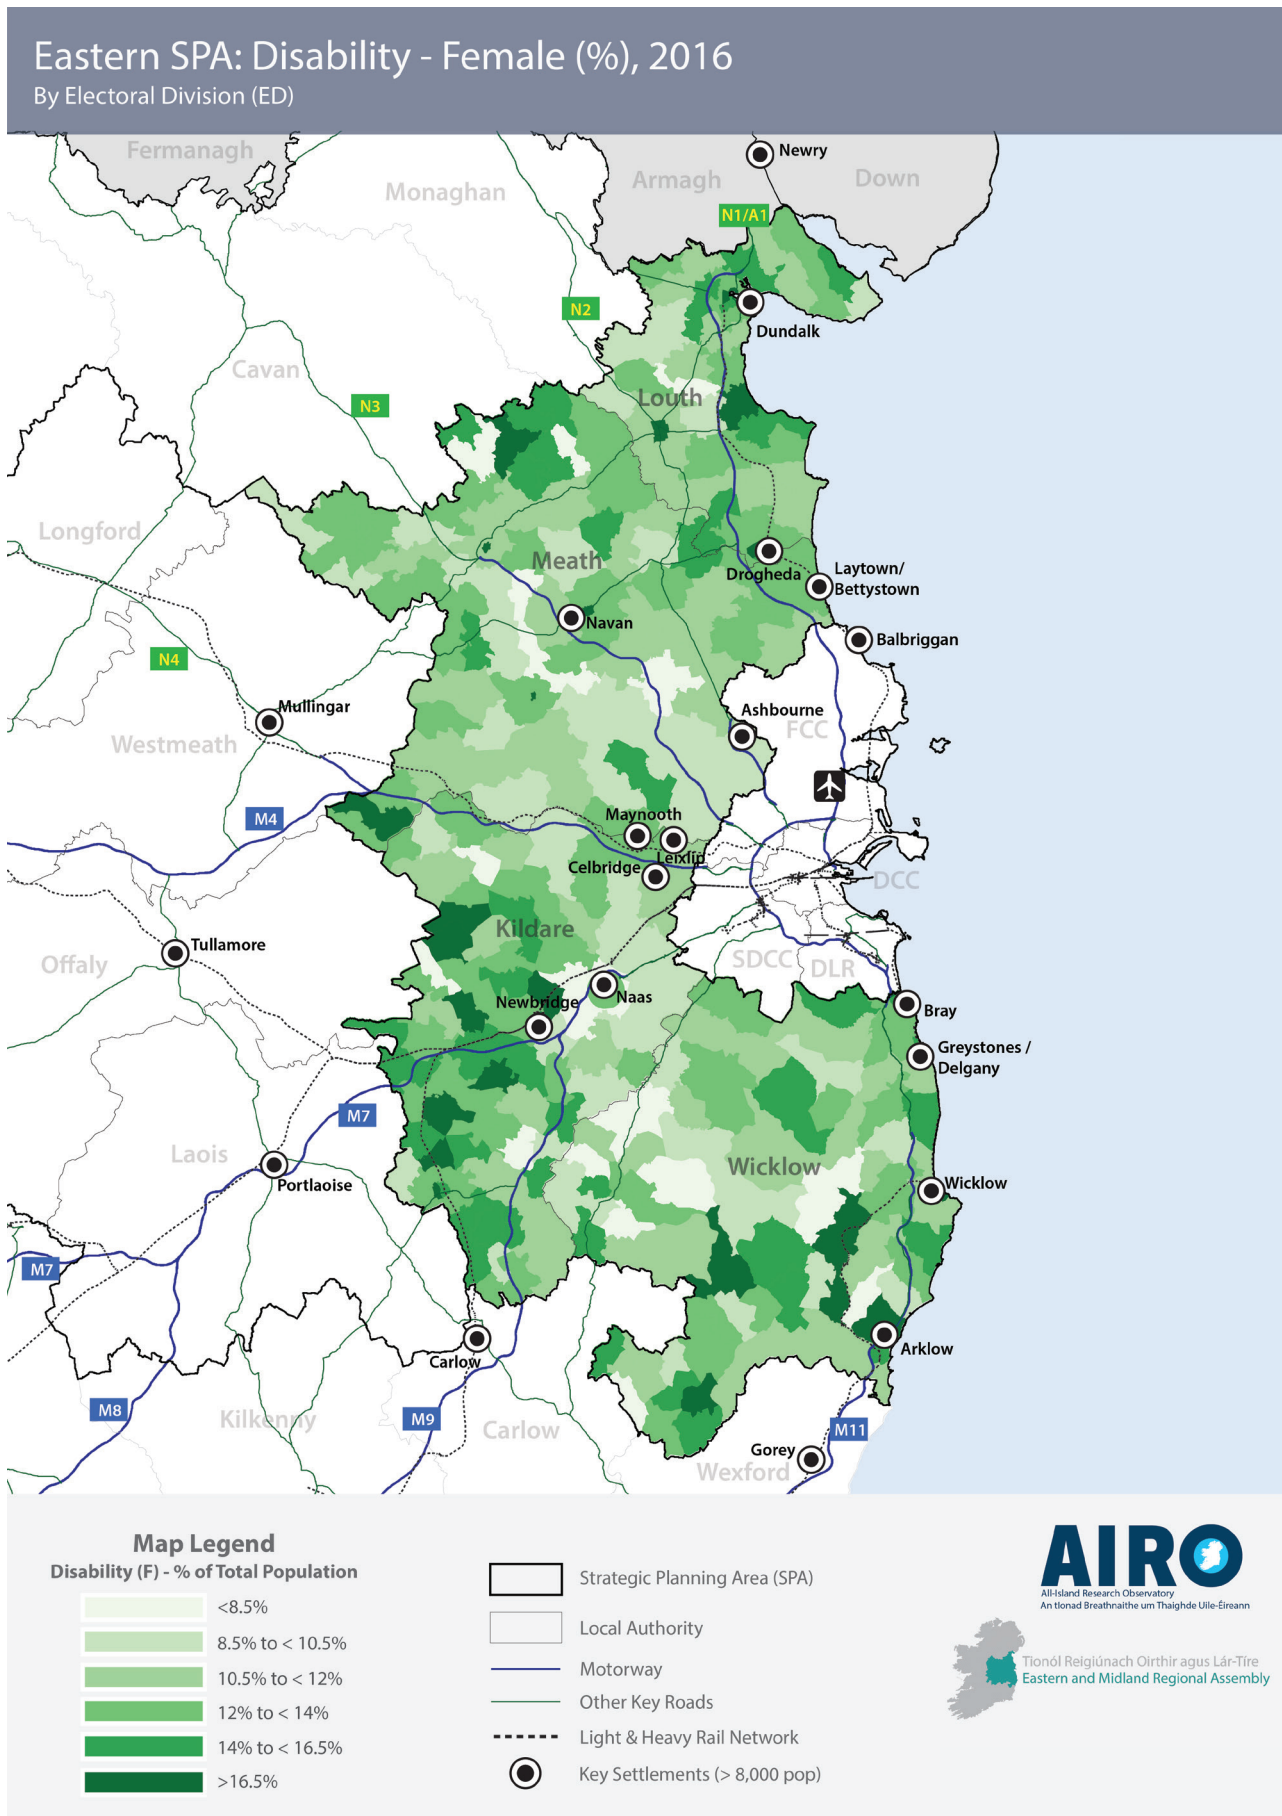 Eastern SPA: Disability - Female (%), 2016
By Electoral Division (ED)
Fermanagh
Monaghan
Armagh
Newry
Down
N1/A1
N2
Dundalk
Cavan
N3
Louth
Longford
Meath
Drogheda
Laytown/
Bettystown
Navan
Balbriggan
N4
Mullingar
Ashbourne
FCC
Westmeath
M4
Maynooth
Leixlip
Celbridge
DCC
Kildare
Tullamore
Offaly
SDCC
DLR
Naas
Newbridge
Bray
Greystones /
Delgany
M7
Laois
Wicklow
Portlaoise
Wicklow
M7
Arklow
Carlow
M8
Kilkenny
M9
Carlow
M11
Gorey
Wexford
Map Legend
Disability (F) - % of Total Population
<8.5%
8.5% to < 10.5%
10.5% to < 12%
12% to < 14%
14% to < 16.5%
>16.5%
Strategic Planning Area (SPA)
Local Authority
Motorway
Other Key Roads
Light & Heavy Rail Network
Key Settlements (> 8,000 pop)
AIRO
All-Island Research Observatory
An tIonad Breathnaithe um Thaighde Uile-Éireann
Tionól Reigiúnach Oirthir agus Lár-Tíre
Eastern and Midland Regional Assembly